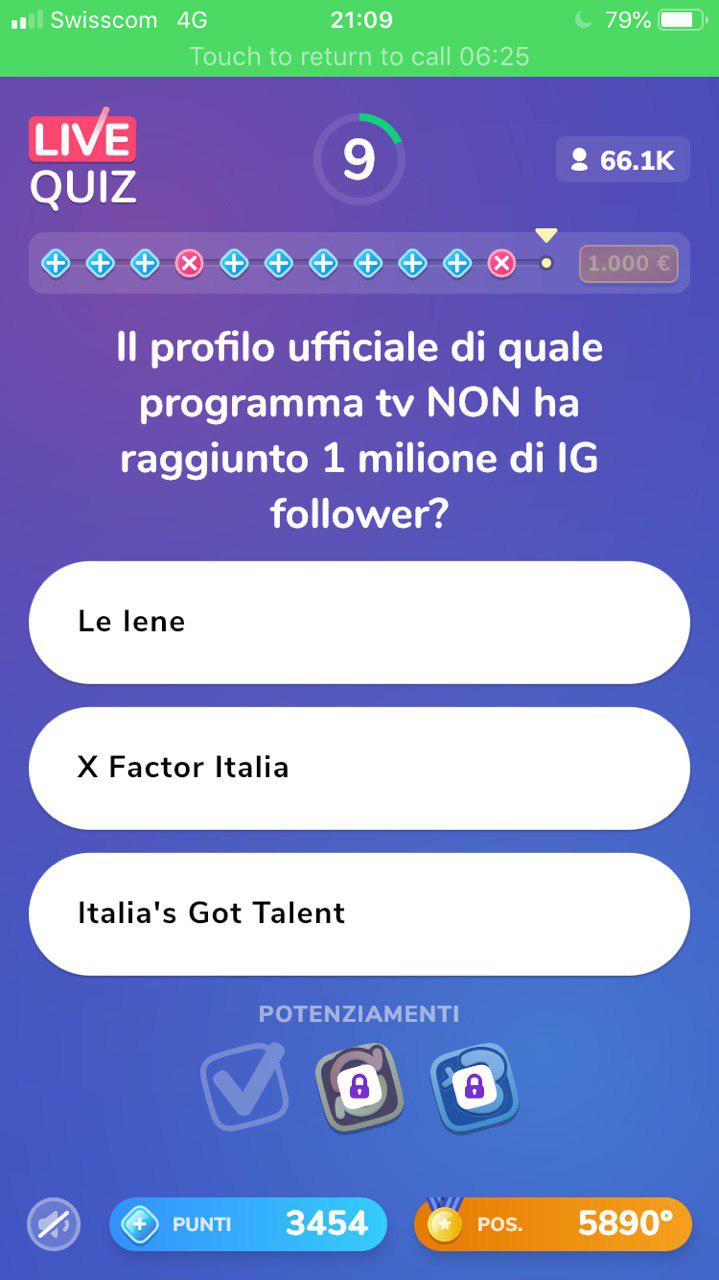 Swisscom 4G 21:09 79%
Touch to return to call 06:25
LIVE
QUIZ
9
66.1K
1.000 €
Il profilo ufficiale di quale
programma tv NON ha
raggiunto 1 milione di IG
follower?
Le Iene
X Factor Italia
Italia's Got Talent
POTENZIAMENTI
PUNTI 3454
POS. 5890°